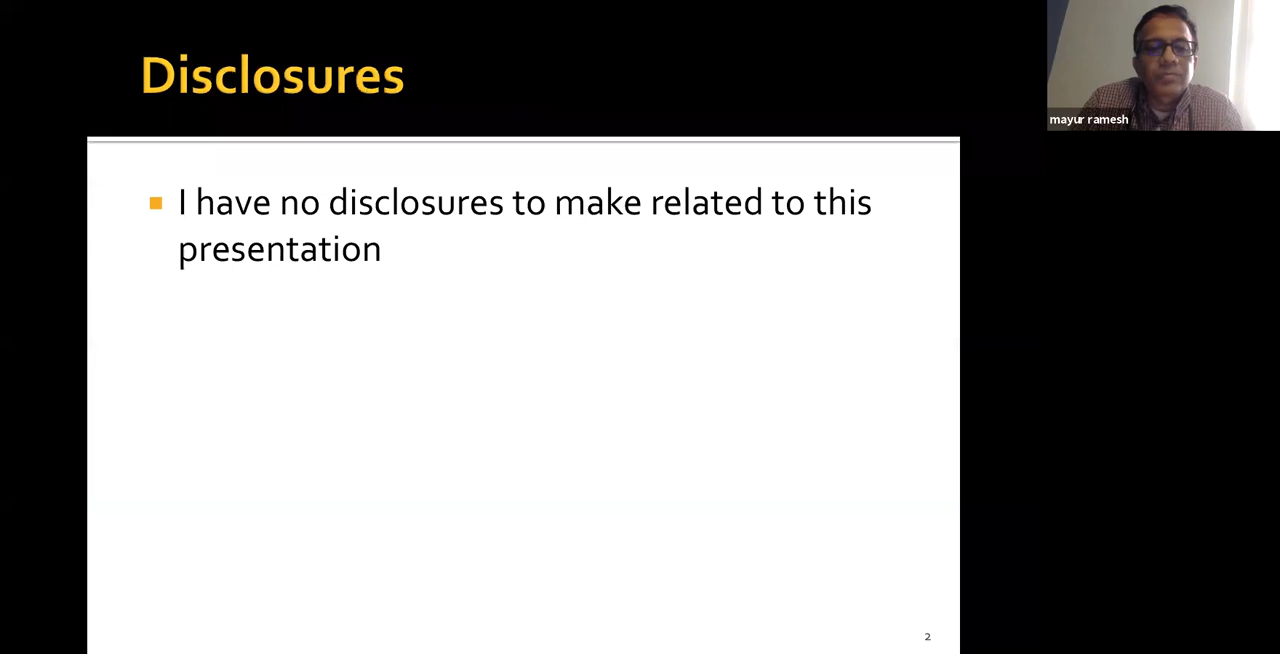 Disclosures
mayur ramesh
I have no disclosures to make related to this
presentation
2